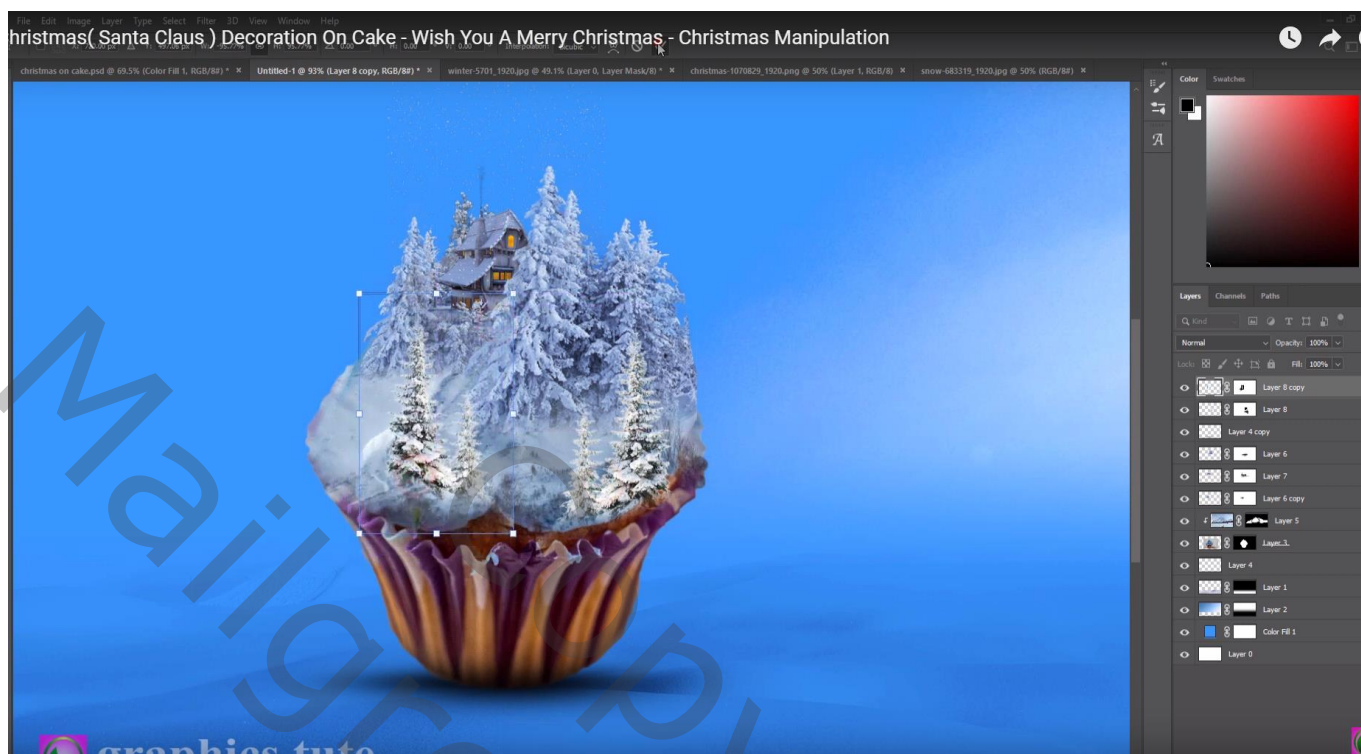 File Edit Image Layer Type Select Filter 3D View Window Help
hristmas( Santa Claus ) Decoration On Cake - Wish You A Merry Christmas - Christmas Manipulation
christmas on cake.psd @ 69.5% (Color Fill 1, RGB/8#) * ×
Untitled-1 @ 93% (Layer 8 copy, RGB/8#) * ×
winter-5701_1920.jpg @ 49.1% (Layer 0, Layer Mask/8) * ×
christmas-1070829_1920.png @ 50% (Layer 1, RGB/8) ×
snow-683319_1920.jpg @ 50% (RGB/8#) ×
Color Swatches
Layers Channels Paths
Kind
Normal Opacity: 100%
Lock: Fill: 100%
Layer 8 copy
Layer 8
Layer 4 copy
Layer 6
Layer 7
Layer 6 copy
Layer 5
Layer 3
Layer 4
Layer 1
Layer 2
Color Fill 1
Layer 0
graphics tute